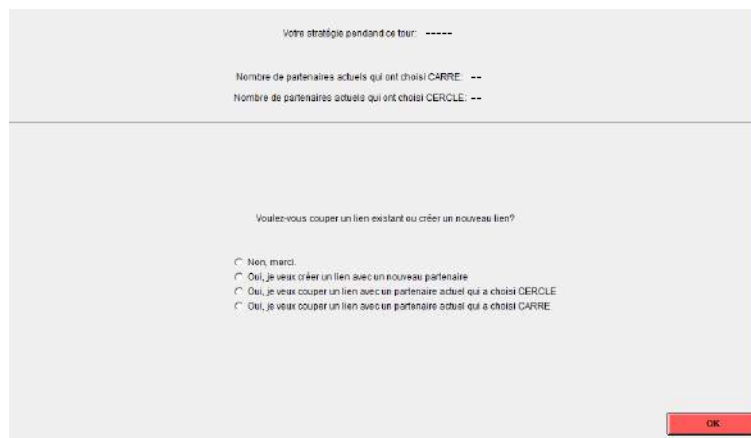 Votre stratégie pendand ce tour: -----
Nombre de partenaires actuels qui ont choisi CARRE: --
Nombre de partenaires actuels qui ont choisi CERCLE: --
Voulez-vous couper un lien existant ou créer un nouveau lien?
Non, merci.
Oui, je veux créer un lien avec un nouveau partenaire
Oui, je veux couper un lien avec un partenaire actuel qui a choisi CERCLE
Oui, je veux couper un lien avec un partenaire actuel qui a choisi CARRE
OK